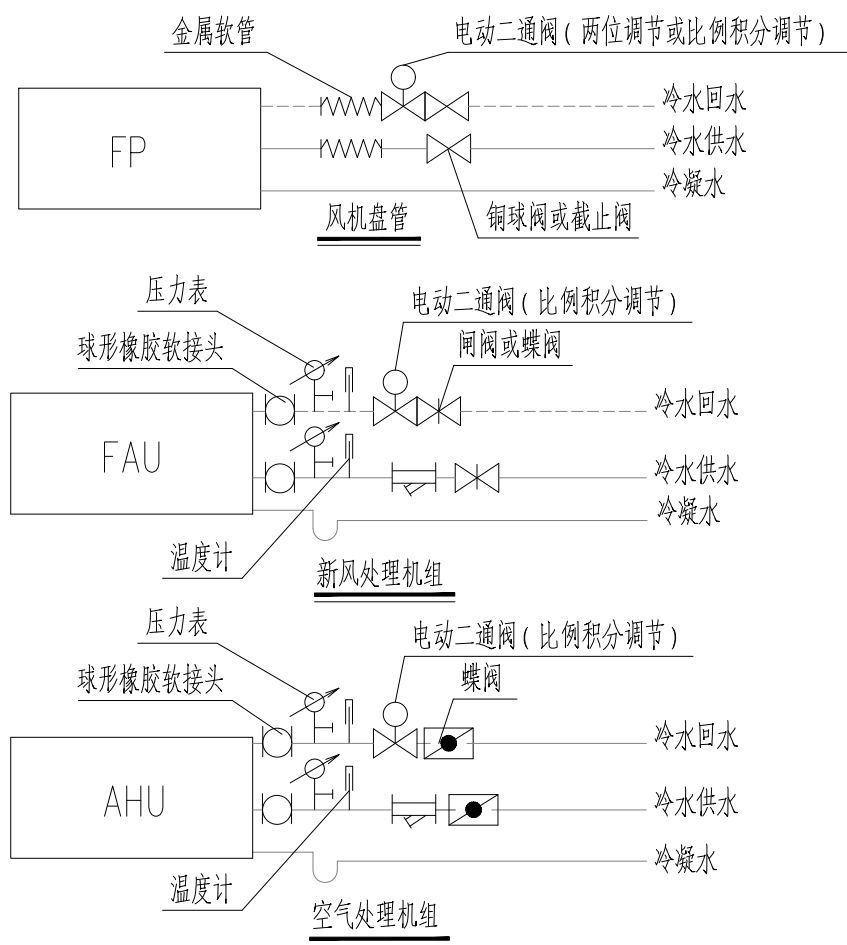 金属软管
电动二通阀(两位调节或比例积分调节)
冷水回水
FP
冷水供水
冷凝水
风机盘管
铜球阀或截止阀
压力表
电动二通阀(比例积分调节)
球形橡胶软接头
闸阀或蝶阀
冷水回水
FAU
冷水供水
冷凝水
温度计
新风处理机组
压力表
电动二通阀(比例积分调节)
球形橡胶软接头
蝶阀
冷水回水
AHU
冷水供水
冷凝水
温度计
空气处理机组